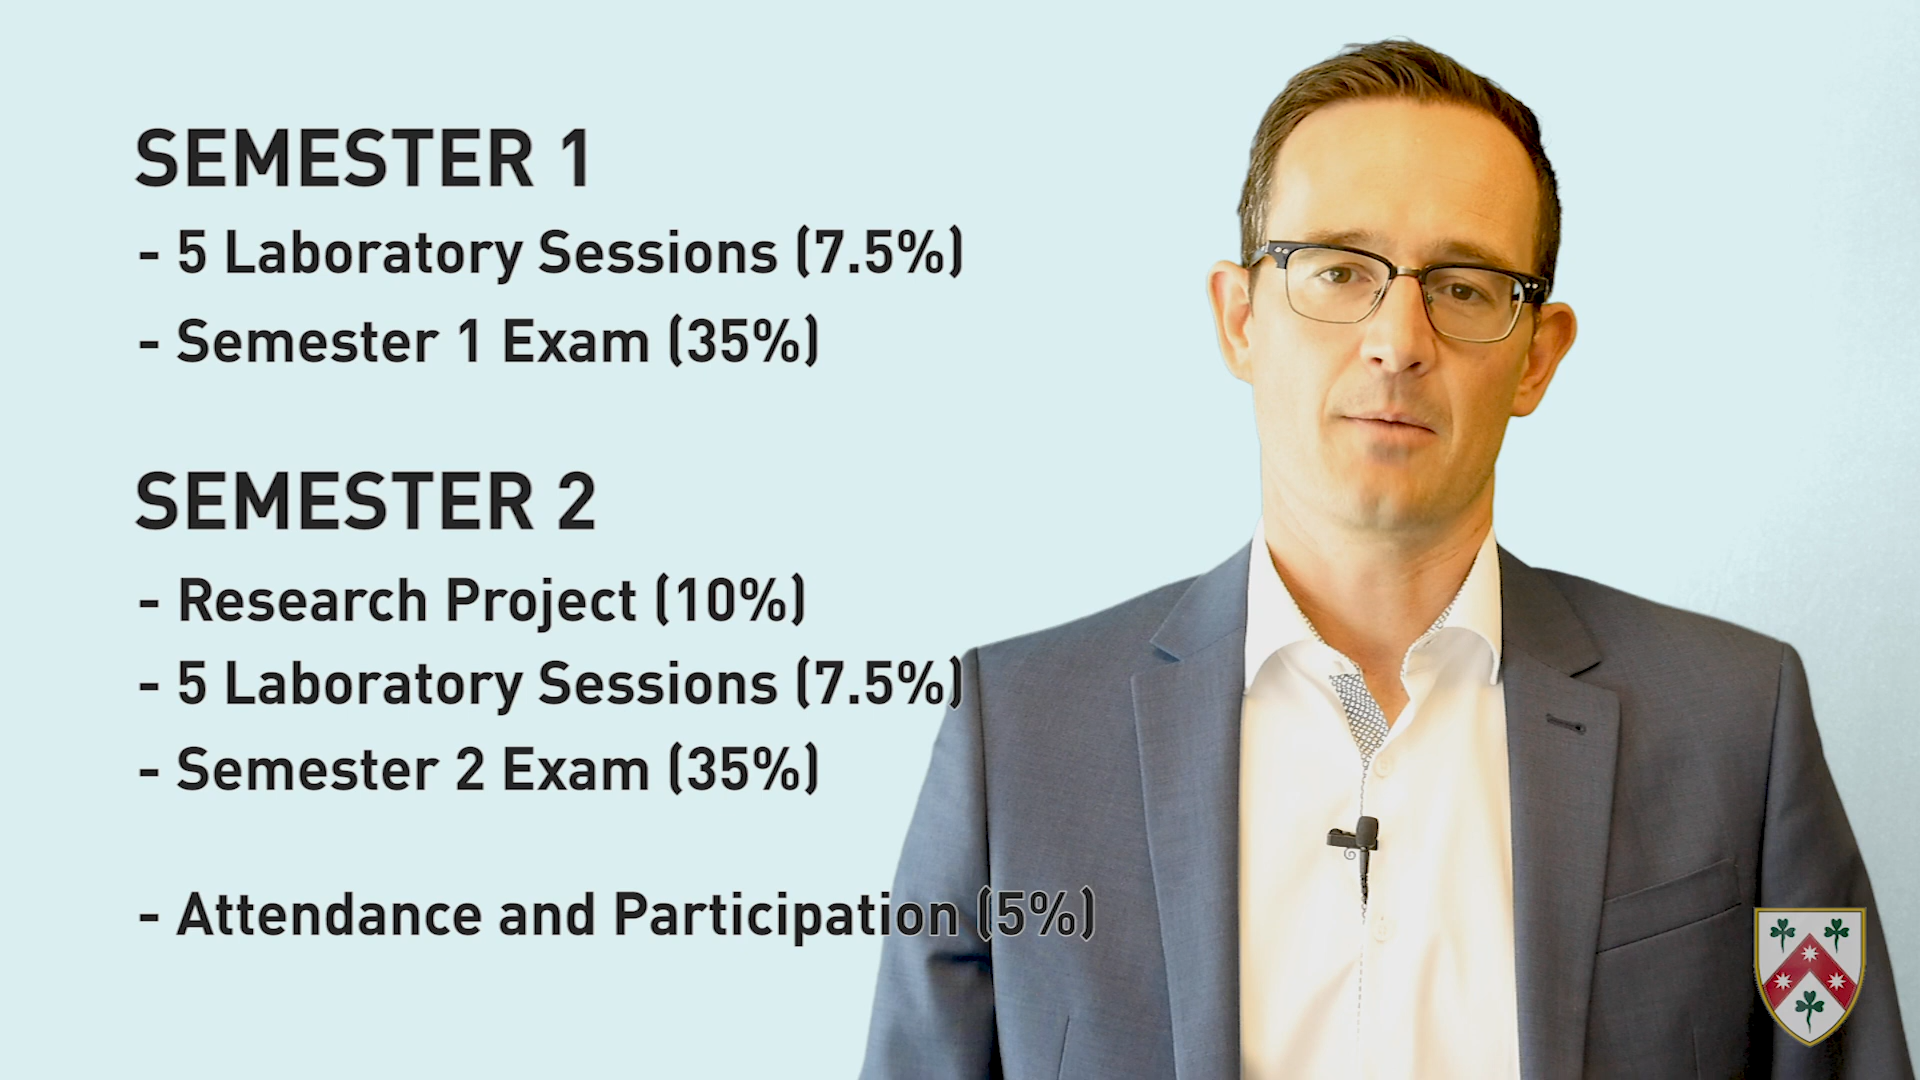 SEMESTER 1
- 5 Laboratory Sessions (7.5%)
- Semester 1 Exam (35%)
SEMESTER 2
- Research Project (10%)
- 5 Laboratory Sessions (7.5%)
- Semester 2 Exam (35%)
- Attendance and Participation (5%)